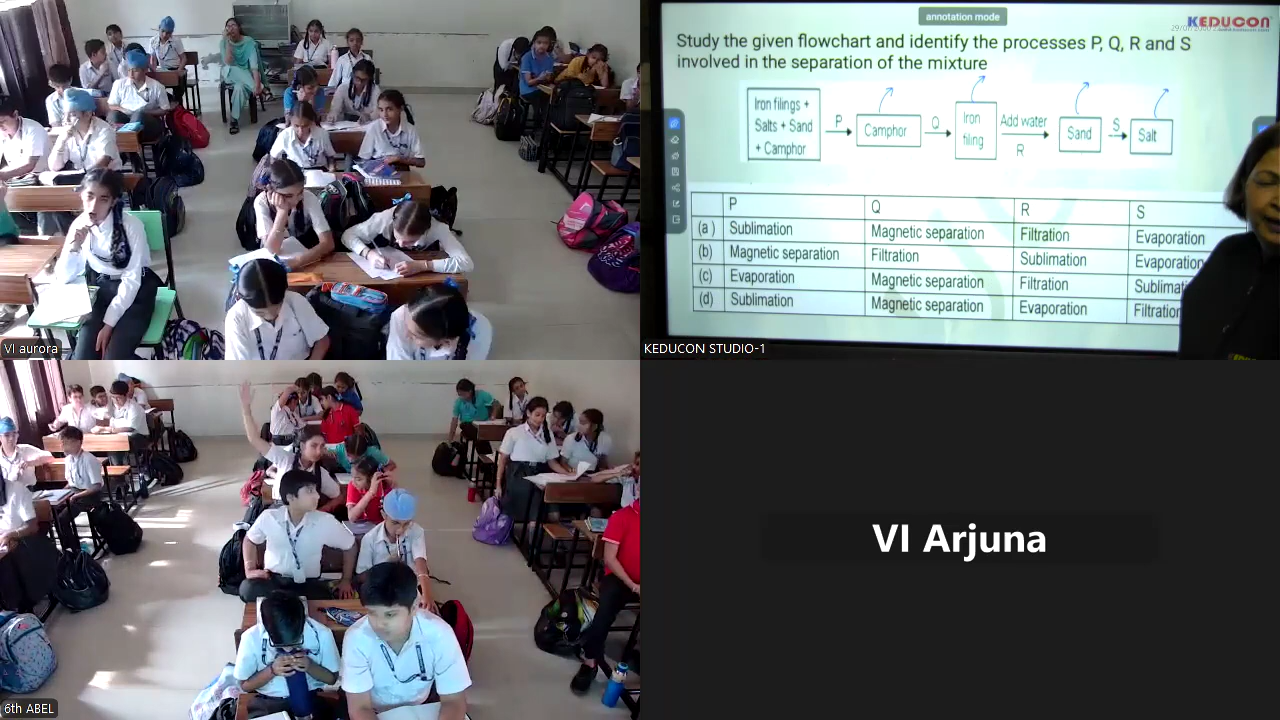 annotation mode
KEDUCON
Study the given flowchart and identify the processes P, Q, R and S
involved in the separation of the mixture
Iron filings +
Salts + Sand
+ Camphor
P
Camphor
Q
Iron
filing
Add water
R
Sand
S
Salt
P Q R S
(a) Sublimation Magnetic separation Filtration Evaporation
(b) Magnetic separation Filtration Sublimation Evaporation
(c) Evaporation Magnetic separation Filtration
(d) Sublimation Magnetic separation Evaporation Filtration
VI aurora
KEDUCON STUDIO-1
VI Arjuna
6th ABEL